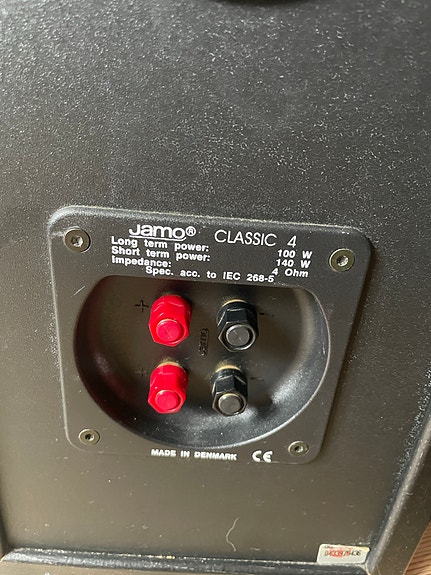 Jamo® CLASSIC 4
Long term power: 100 W
Short term power: 140 W
Impedance: 4 Ohm
Spec. acc. to IEC 268-5
+ -
Jamo
+ -
MADE IN DENMARK CE